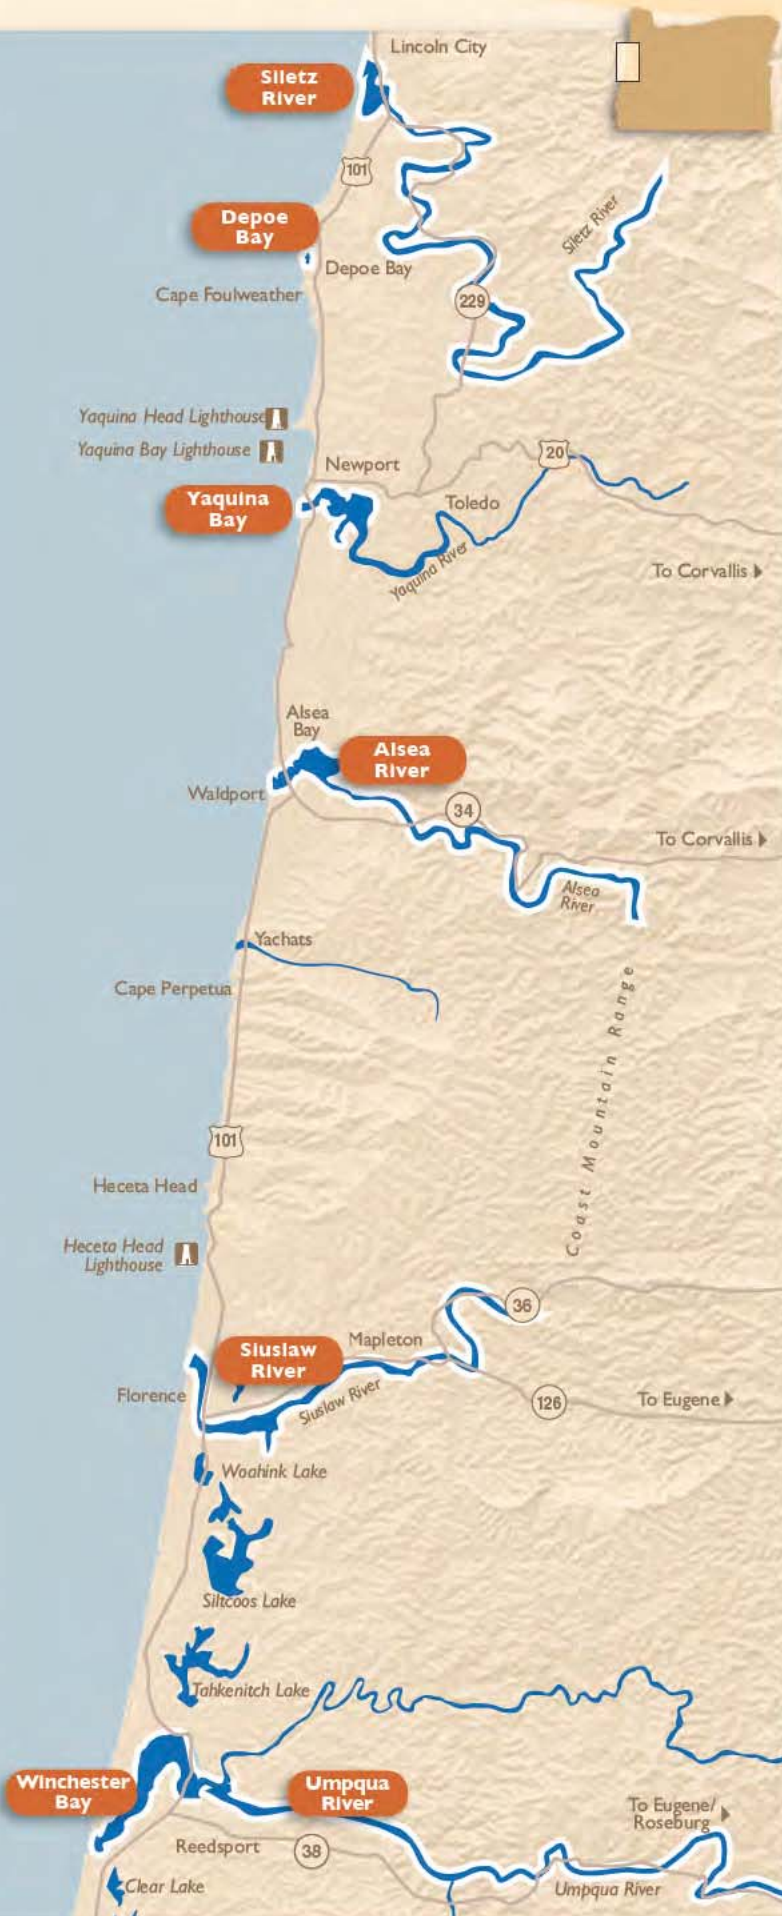 Lincoln City
Siletz
River
101
Siletz River
Depoe
Bay
Depoe Bay
Cape Foulweather
229
Yaquina Head Lighthouse
Yaquina Bay Lighthouse
Newport
20
Yaquina
Bay
Toledo
Yaquina River
To Corvallis
Alsea
Bay
Alsea
River
Waldport
34
To Corvallis
Alsea
River
Yachats
Cape Perpetua
Coast Mountain Range
101
Heceta Head
Heceta Head
Lighthouse
36
Siuslaw
River
Mapleton
Florence
Siuslaw River
126
To Eugene
Woahink Lake
Siltcoos Lake
Tahkenitch Lake
Winchester
Bay
Umpqua
River
To Eugene/
Roseburg
Reedsport
38
Clear Lake
Umpqua River